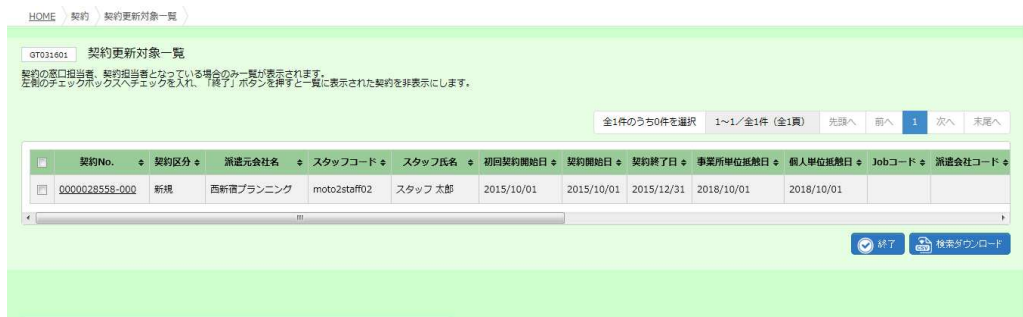 HOME 契約 契約更新対象一覧
GT031601 契約更新対象一覧
契約の窓口担当者、契約担当者となっている場合のみ一覧が表示されます。
左側のチェックボックスへチェックを入れ、「終了」ボタンを押すと一覧に表示された契約を非表示にします。
全1件のうち0件を選択 1～1／全1件（全1頁） 先頭へ 前へ 1 次へ 末尾へ
契約No. 契約区分 派遣元会社名 スタッフコード スタッフ氏名 初回契約開始日 契約開始日 契約終了日 事業所単位抵触日 個人単位抵触日 Jobコード 派遣会社コード
0000028558-000 新規 西新宿プランニング moto2staff02 スタッフ 太郎 2015/10/01 2015/10/01 2015/12/31 2018/10/01 2018/10/01
終了 CSV 検索ダウンロード